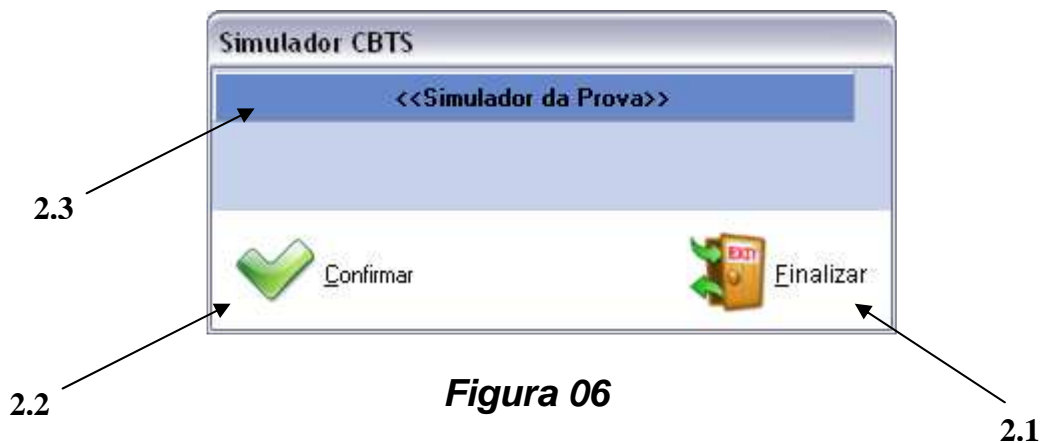 Simulador CBTS
<<Simulador da Prova>>
2.3
Confirmar
EXIT
Finalizar
2.2
Figura 06
2.1